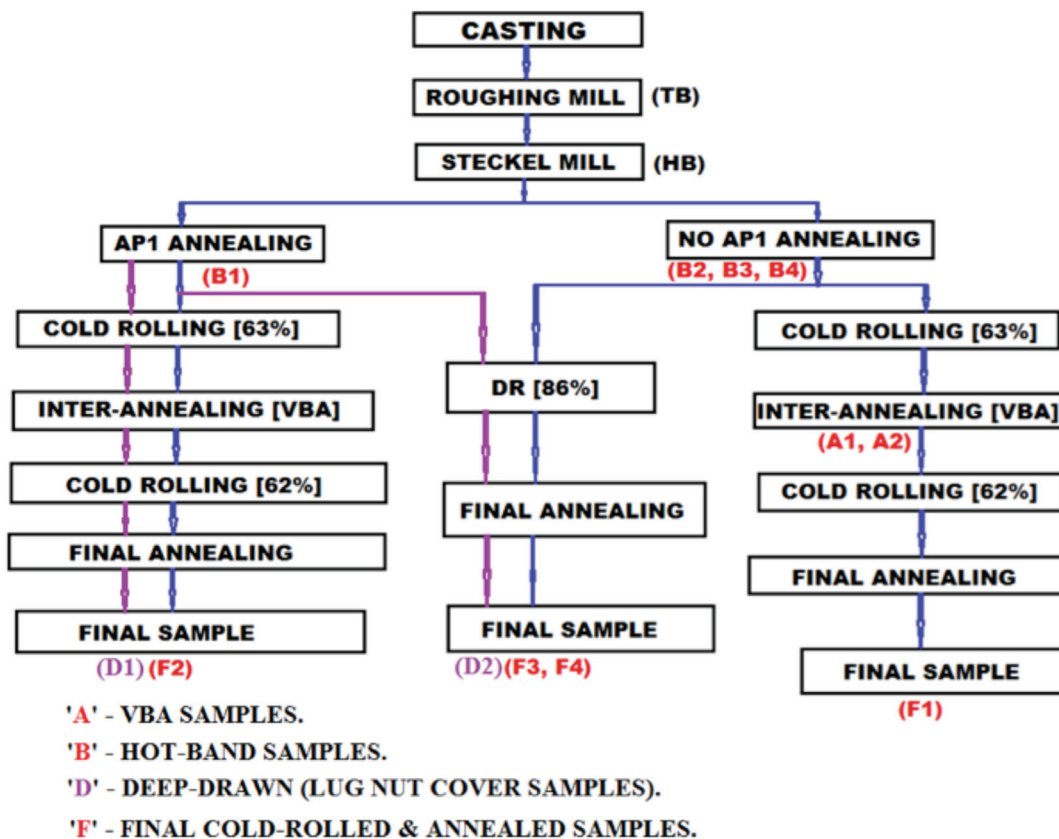 CASTING
ROUGHING MILL (TB)
STECKEL MILL (HB)
AP1 ANNEALING
(B1)
NO AP1 ANNEALING
(B2, B3, B4)
COLD ROLLING [63%]
INTER-ANNEALING [VBA]
COLD ROLLING [62%]
FINAL ANNEALING
FINAL SAMPLE
(D1) (F2)
DR [86%]
FINAL ANNEALING
FINAL SAMPLE
(D2) (F3, F4)
COLD ROLLING [63%]
INTER-ANNEALING [VBA]
(A1, A2)
COLD ROLLING [62%]
FINAL ANNEALING
FINAL SAMPLE
(F1)
'A' - VBA SAMPLES.
'B' - HOT-BAND SAMPLES.
'D' - DEEP-DRAWN (LUG NUT COVER SAMPLES).
'F' - FINAL COLD-ROLLED & ANNEALED SAMPLES.